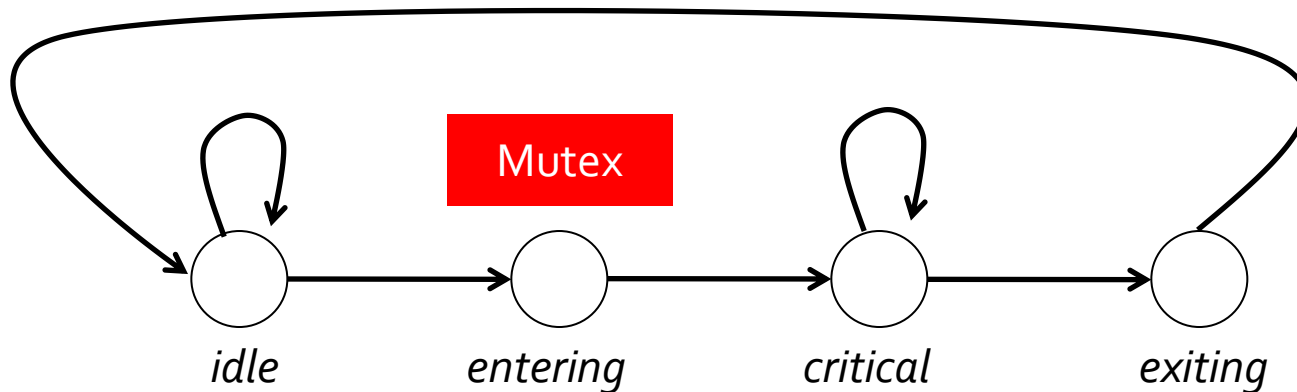 Mutex
idle
entering
critical
exiting